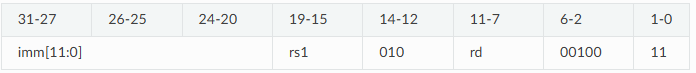 31-27 26-25 24-20 19-15 14-12 11-7 6-2 1-0
imm[11:0] rs1 010 rd 00100 11